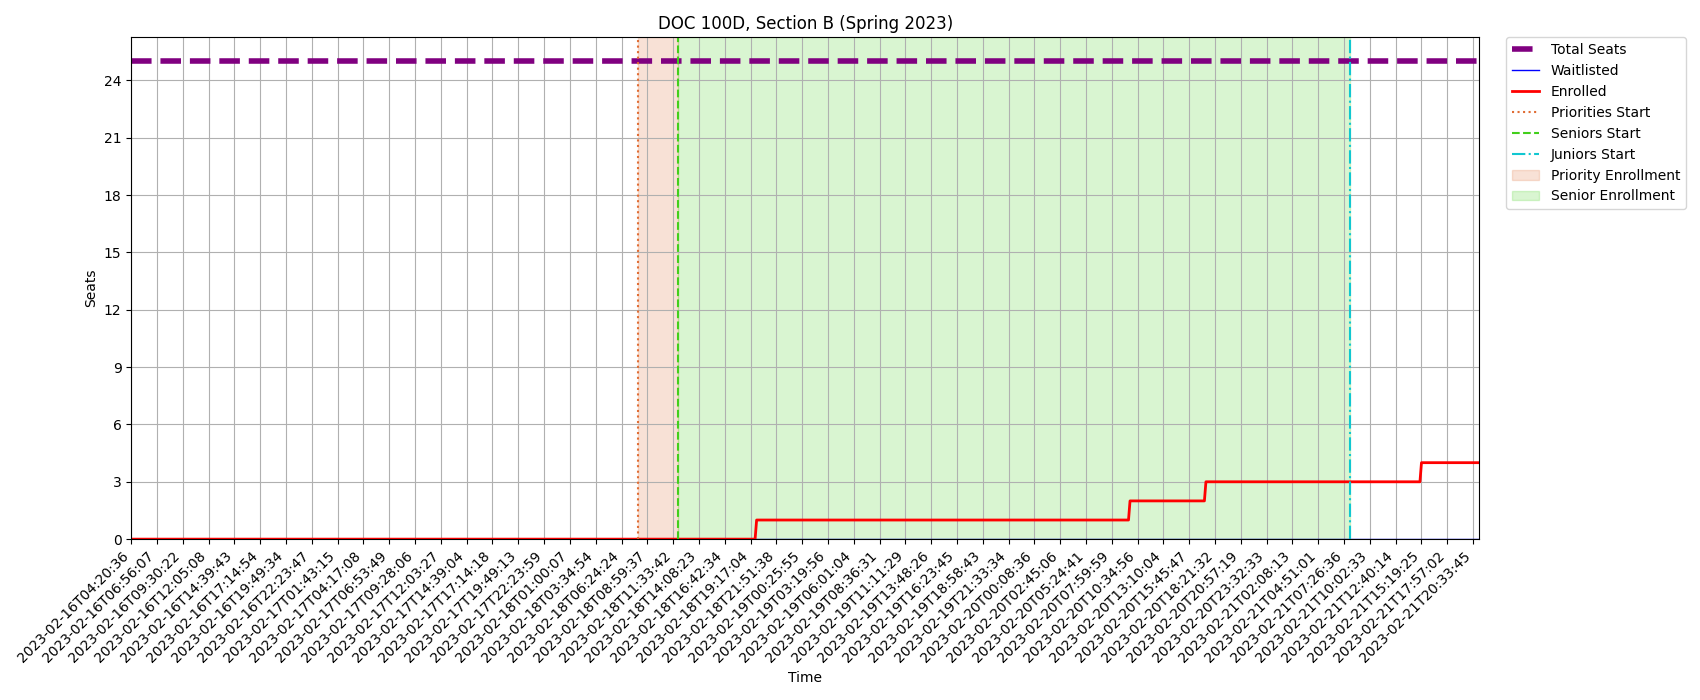 DOC 100D, Section B (Spring 2023)
Total Seats
Waitlisted
Enrolled
Priorities Start
Seniors Start
Juniors Start
Priority Enrollment
Senior Enrollment
Seats
24
21
18
15
12
9
6
3
0
2023-02-16T04:20:36
2023-02-16T06:56:07
2023-02-16T09:30:22
2023-02-16T12:05:08
2023-02-16T14:39:43
2023-02-16T17:14:54
2023-02-16T19:49:34
2023-02-16T22:23:47
2023-02-17T01:43:15
2023-02-17T04:17:08
2023-02-17T06:53:49
2023-02-17T09:28:06
2023-02-17T12:03:27
2023-02-17T14:39:04
2023-02-17T17:14:18
2023-02-17T19:49:13
2023-02-17T22:23:59
2023-02-18T01:00:07
2023-02-18T03:34:54
2023-02-18T06:24:24
2023-02-18T08:59:37
2023-02-18T11:33:42
2023-02-18T14:08:23
2023-02-18T16:42:34
2023-02-18T19:17:04
2023-02-18T21:51:38
2023-02-19T00:25:55
2023-02-19T03:19:56
2023-02-19T06:01:04
2023-02-19T08:36:31
2023-02-19T11:11:29
2023-02-19T13:48:26
2023-02-19T16:23:45
2023-02-19T18:58:43
2023-02-19T21:33:34
2023-02-20T00:08:36
2023-02-20T02:45:06
2023-02-20T05:24:41
2023-02-20T07:59:59
2023-02-20T10:34:56
2023-02-20T13:10:04
2023-02-20T15:45:47
2023-02-20T18:21:32
2023-02-20T20:57:19
2023-02-20T23:32:33
2023-02-21T02:08:13
2023-02-21T04:51:01
2023-02-21T07:26:36
2023-02-21T10:02:33
2023-02-21T12:40:14
2023-02-21T15:19:25
2023-02-21T17:57:02
2023-02-21T20:33:45
Time